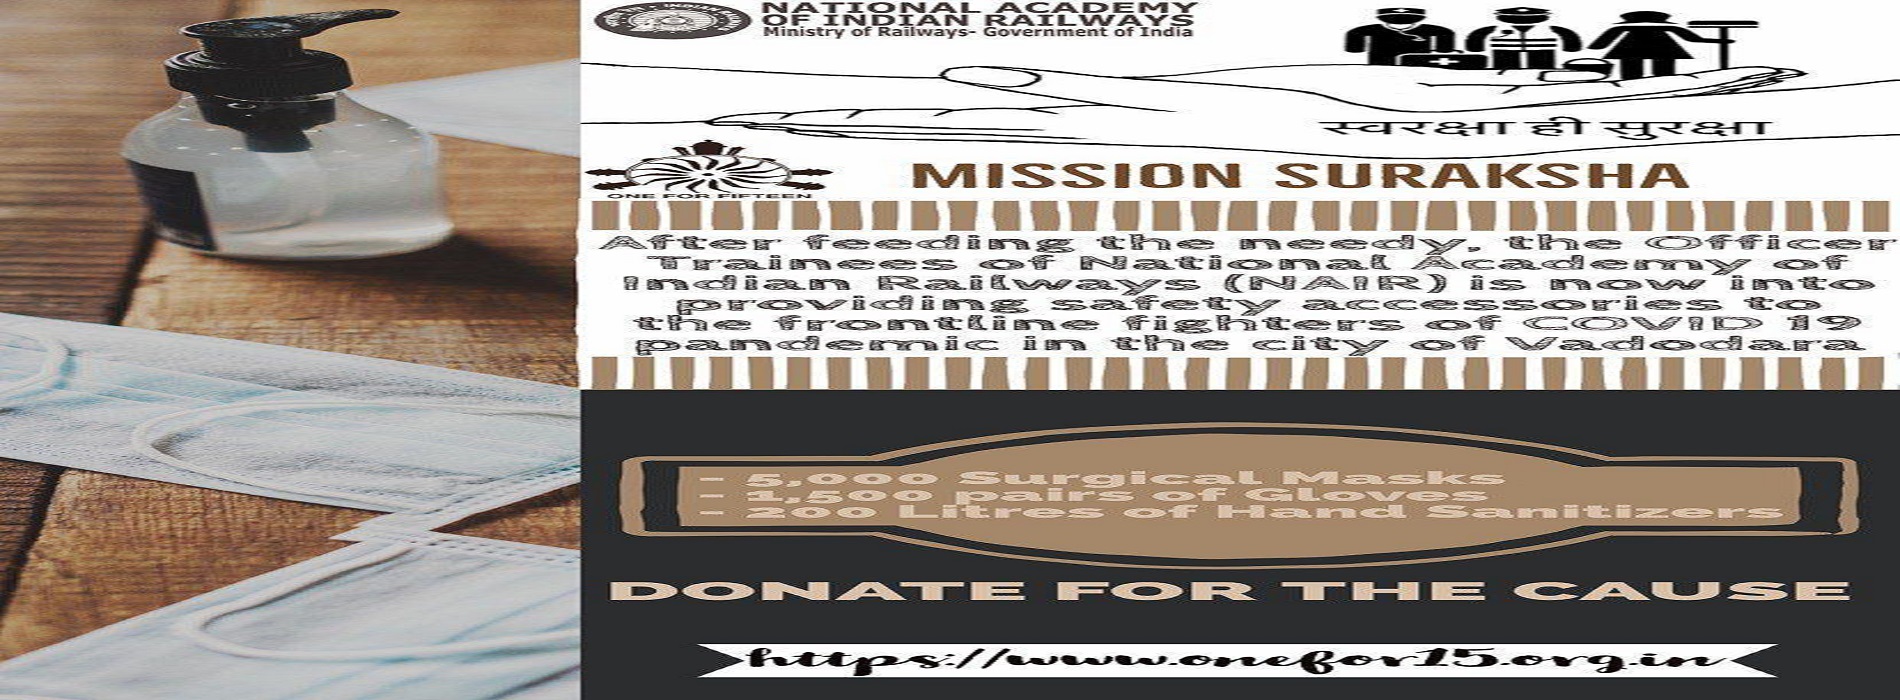 NATIONAL ACADEMY
OF INDIAN RAILWAYS
Ministry of Railways- Government of India
स्वरक्षा ही सुरक्षा
ONE FOR FIFTEEN
MISSION SURAKSHA
After feeding the needy, the Officer
Trainees of National Academy of
Indian Railways (NAIR) is now into
providing safety accessories to
the frontline fighters of COVID 19
pandemic in the city of Vadodara
- 5,000 Surgical Masks
- 1,500 pairs of Gloves
- 200 Litres of Hand Sanitizers
DONATE FOR THE CAUSE
https://www.onefor15.org.in